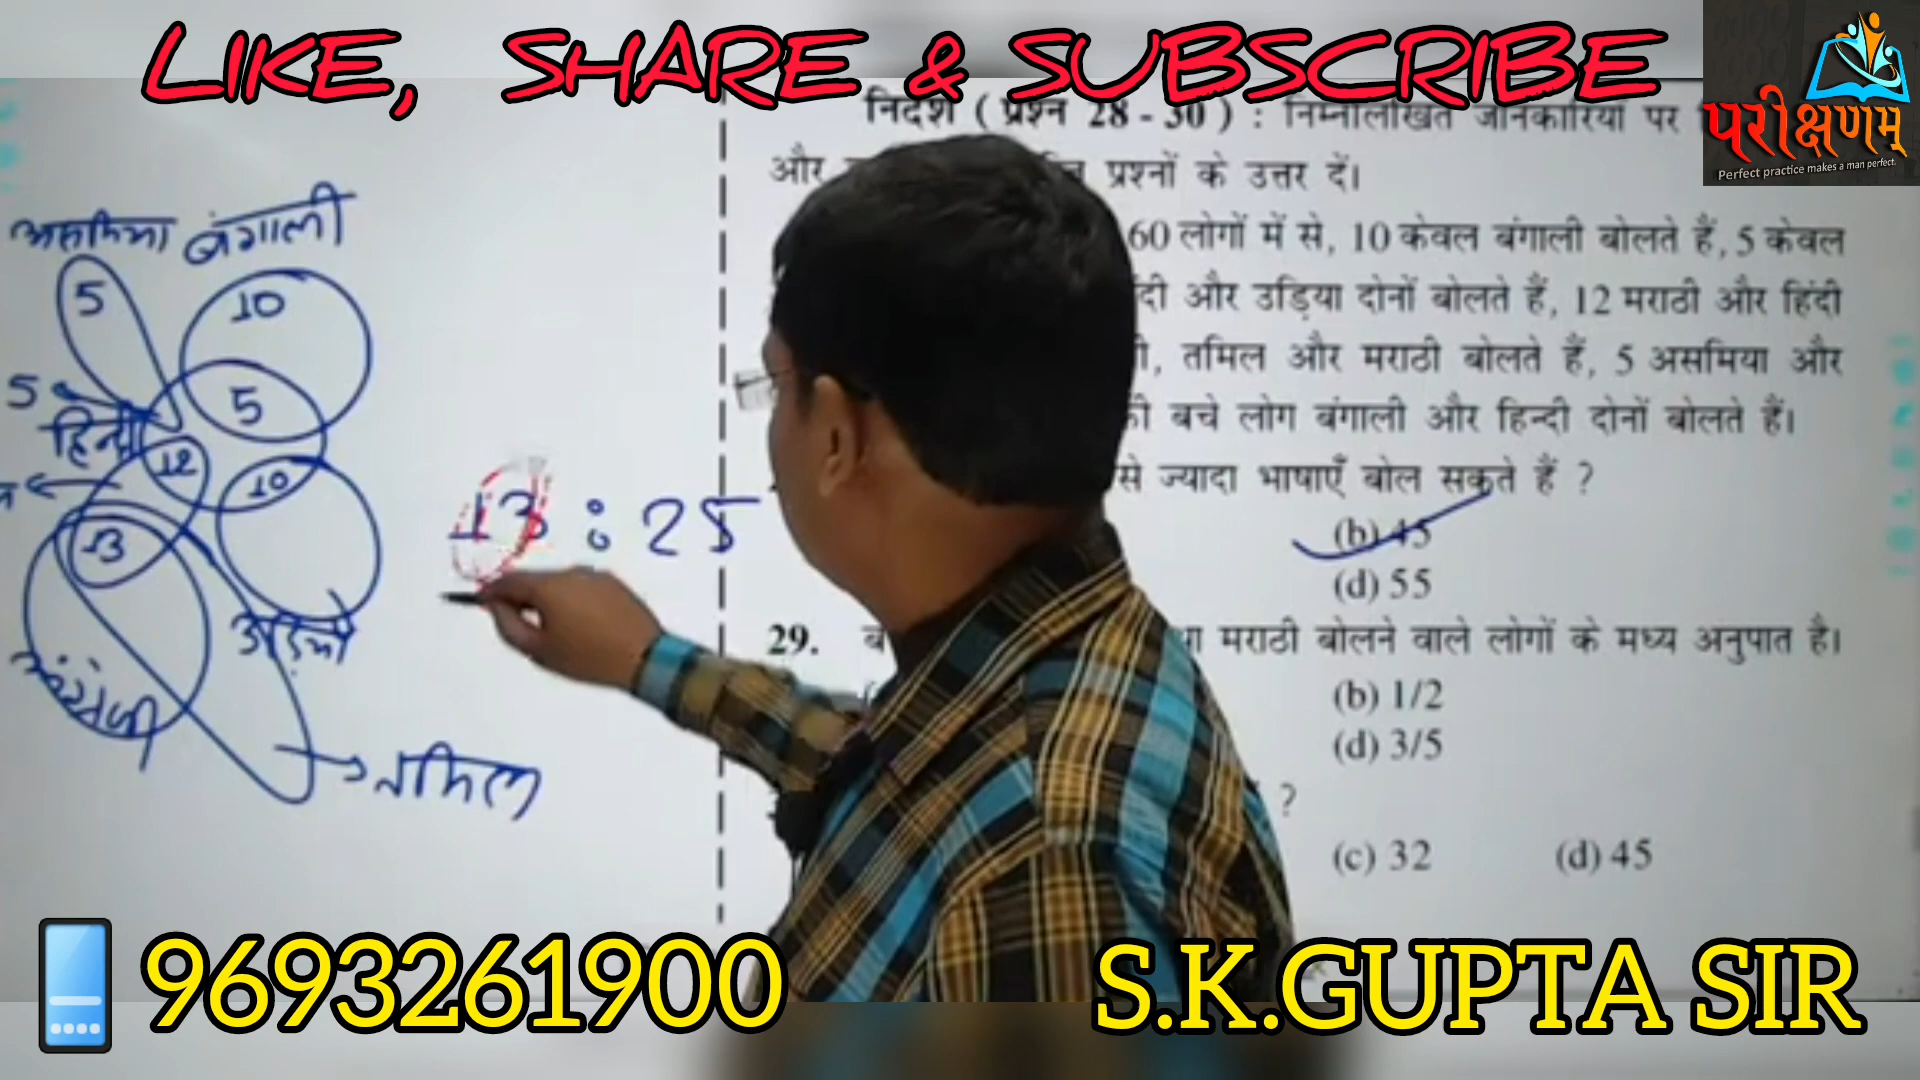 LIKE, SHARE & SUBSCRIBE
परीक्षणम्
Perfect practice makes a man perfect.
निर्देश ( प्रश्न 28 - 30 ) : निम्नलिखित जानकारियों पर
और प्रश्नों के उत्तर दें।
60 लोगों में से, 10 केवल बंगाली बोलते हैं, 5 केवल
और उड़िया दोनों बोलते हैं, 12 मराठी और हिंदी
तमिल और मराठी बोलते हैं, 5 असमिया और
बचे लोग बंगाली और हिन्दी दोनों बोलते हैं।
से ज्यादा भाषाएँ बोल सकते हैं ?
(b) 45
(d) 55
29. मराठी बोलने वाले लोगों के मध्य अनुपात है।
(b) 1/2
(d) 3/5
?
(c) 32 (d) 45
असमिया बंगाली
5 10
5 5
हिन्दी
12 10
13
13 : 25
तमिल
9693261900
S.K.GUPTA SIR